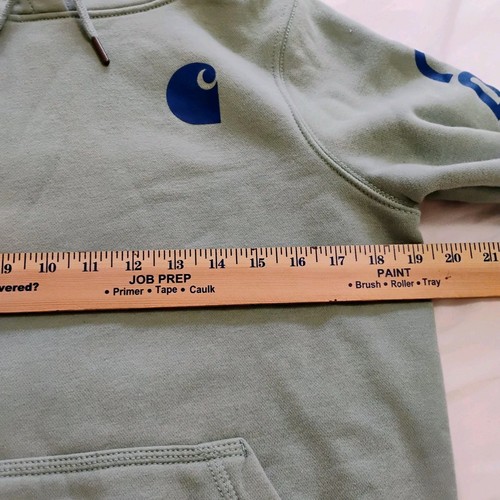 9 10 11 12 13 14 15 16 17 18 19 20 21
JOB PREP
PAINT
• Primer • Tape • Caulk
• Brush • Roller • Tray